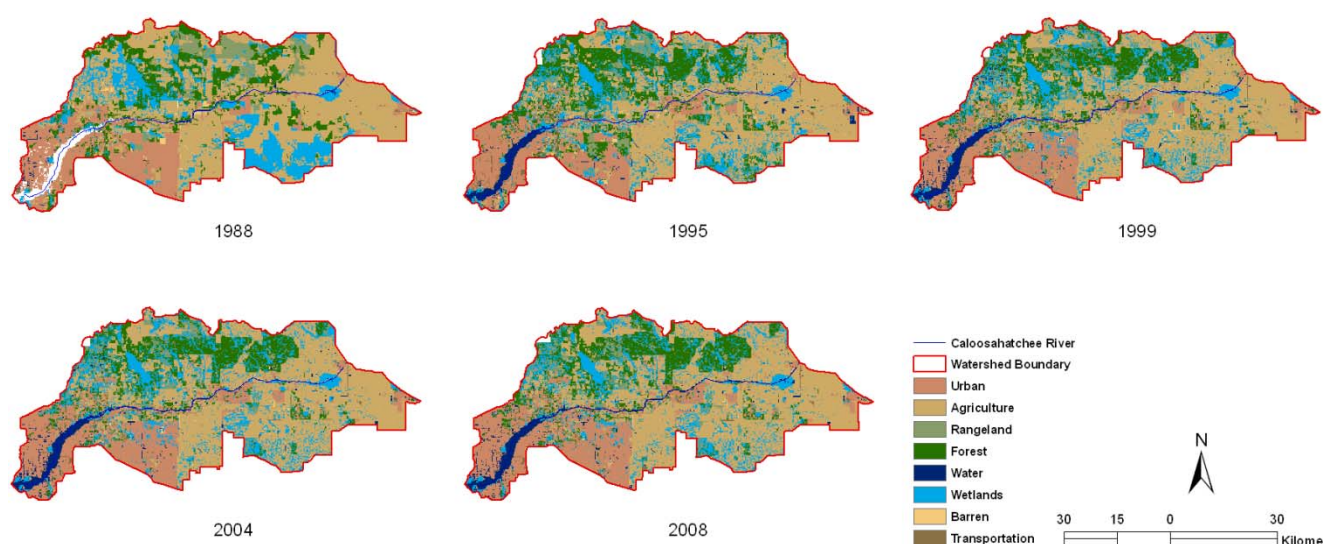 1988
1995
1999
2004
2008
Caloosahatchee River
Watershed Boundary
Urban
Agriculture
Rangeland
Forest
Water
Wetlands
Barren
Transportation
N
30 15 0 30
Kilome